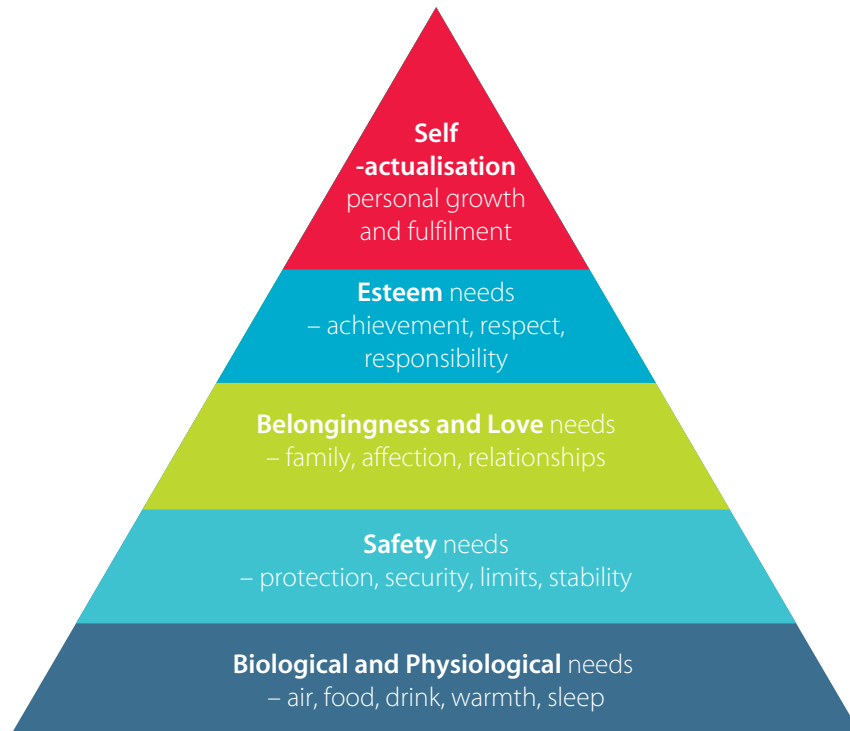 Self
-actualisation
personal growth
and fulfilment
Esteem needs
– achievement, respect,
responsibility
Belongingness and Love needs
– family, affection, relationships
Safety needs
– protection, security, limits, stability
Biological and Physiological needs
– air, food, drink, warmth, sleep